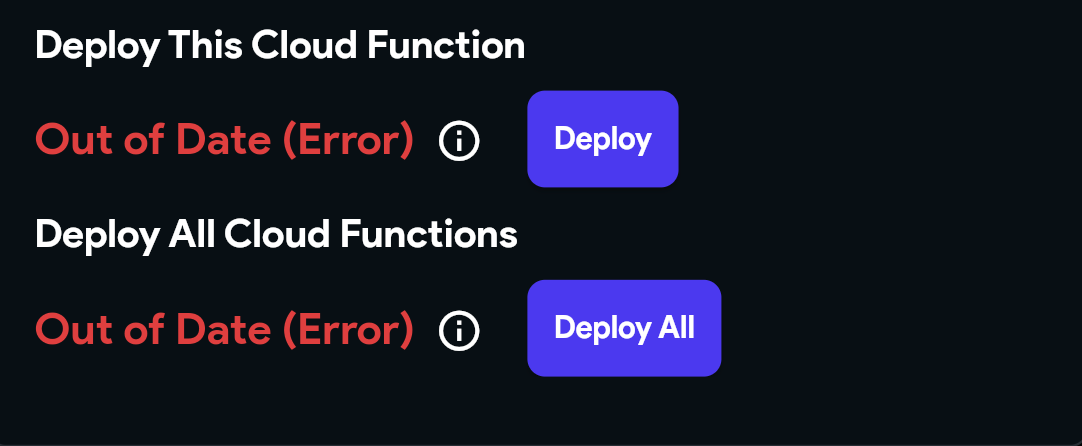 Deploy This Cloud Function
Out of Date (Error) Deploy
Deploy All Cloud Functions
Out of Date (Error) Deploy All